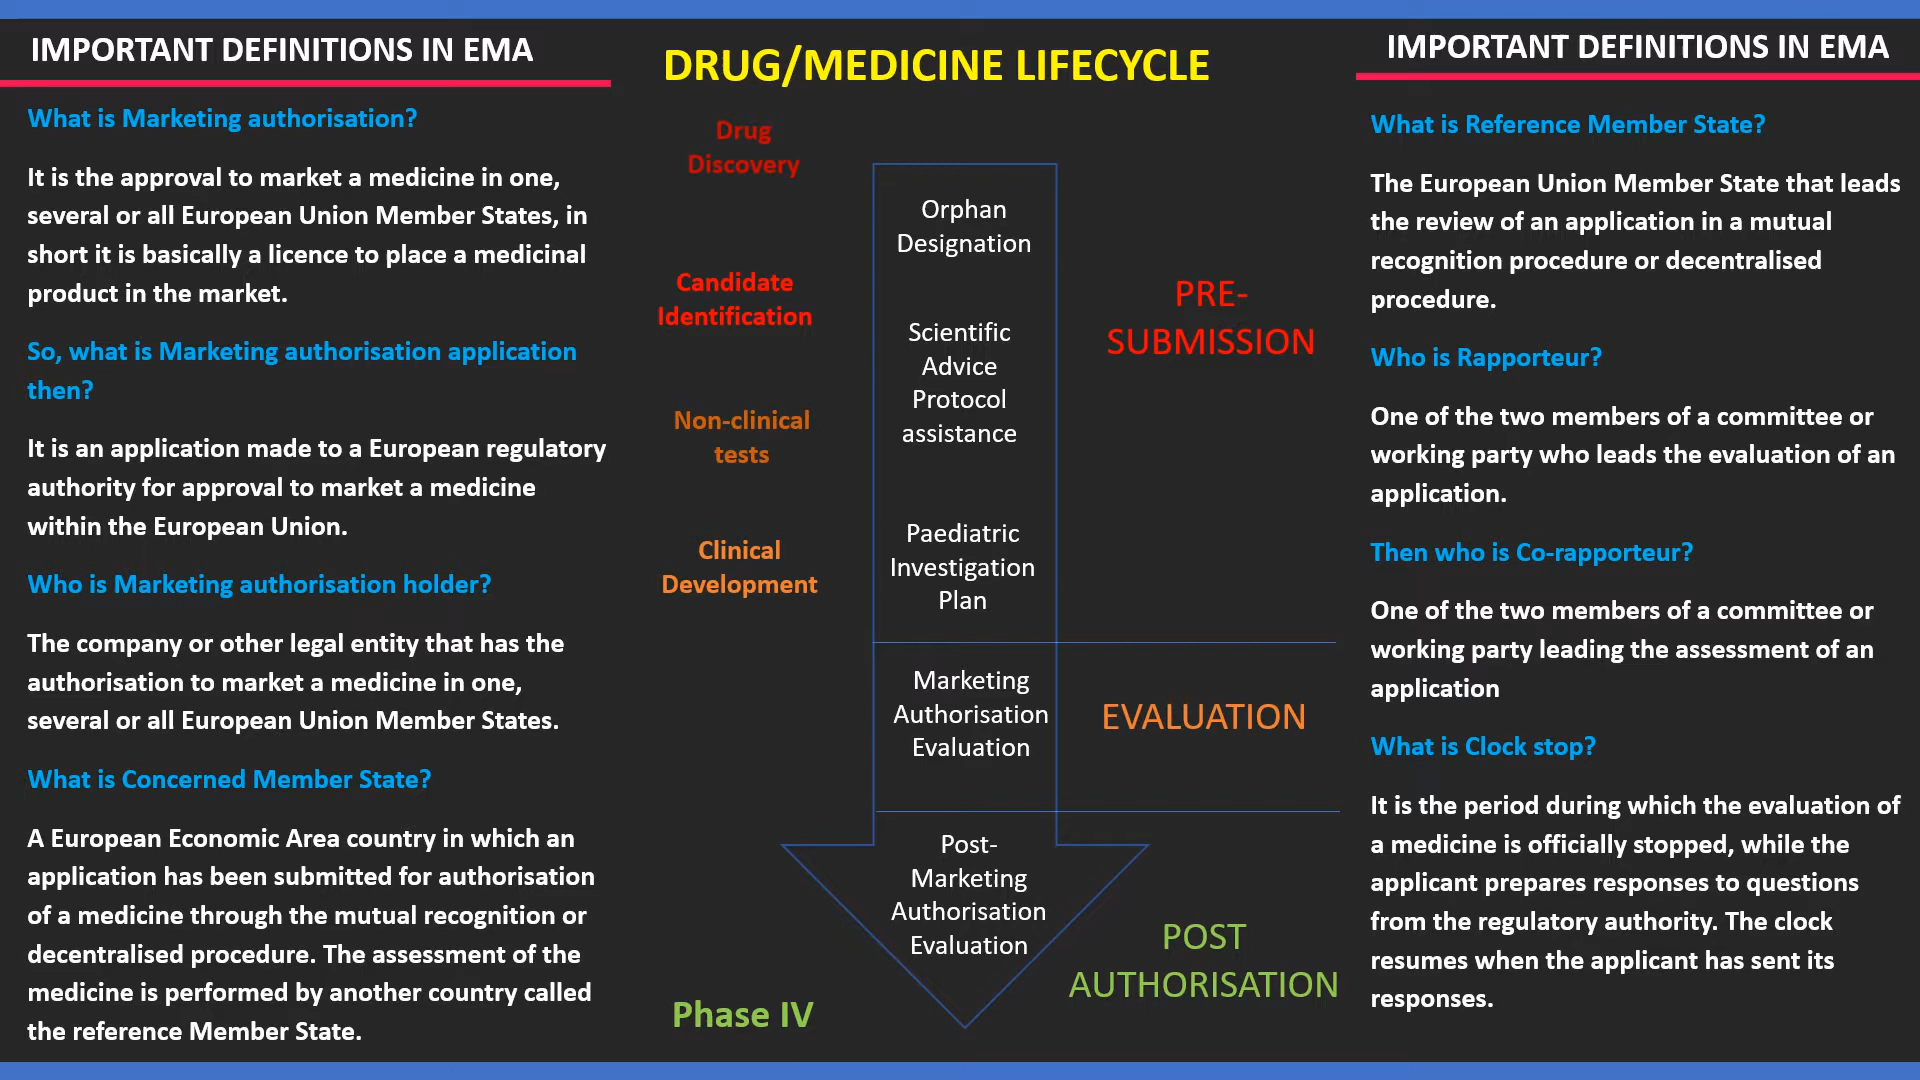 IMPORTANT DEFINITIONS IN EMA
What is Marketing authorisation?
It is the approval to market a medicine in one,
several or all European Union Member States, in
short it is basically a licence to place a medicinal
product in the market.
So, what is Marketing authorisation application
then?
It is an application made to a European regulatory
authority for approval to market a medicine
within the European Union.
Who is Marketing authorisation holder?
The company or other legal entity that has the
authorisation to market a medicine in one,
several or all European Union Member States.
What is Concerned Member State?
A European Economic Area country in which an
application has been submitted for authorisation
of a medicine through the mutual recognition or
decentralised procedure. The assessment of the
medicine is performed by another country called
the reference Member State.
DRUG/MEDICINE LIFECYCLE
Drug
Discovery
Candidate
Identification
Non-clinical
tests
Clinical
Development
Phase IV
Orphan
Designation
Scientific
Advice
Protocol
assistance
Paediatric
Investigation
Plan
Marketing
Authorisation
Evaluation
Post-
Marketing
Authorisation
Evaluation
PRE-
SUBMISSION
EVALUATION
POST
AUTHORISATION
IMPORTANT DEFINITIONS IN EMA
What is Reference Member State?
The European Union Member State that leads
the review of an application in a mutual
recognition procedure or decentralised
procedure.
Who is Rapporteur?
One of the two members of a committee or
working party who leads the evaluation of an
application.
Then who is Co-rapporteur?
One of the two members of a committee or
working party leading the assessment of an
application
What is Clock stop?
It is the period during which the evaluation of
a medicine is officially stopped, while the
applicant prepares responses to questions
from the regulatory authority. The clock
resumes when the applicant has sent its
responses.